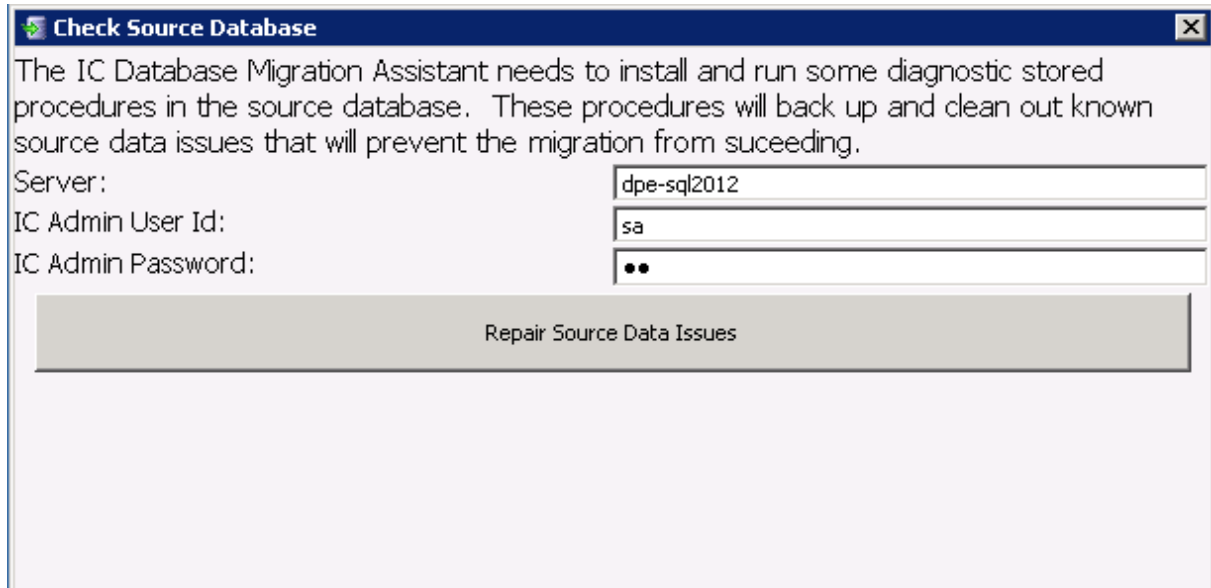 Check Source Database
The IC Database Migration Assistant needs to install and run some diagnostic stored
procedures in the source database.  These procedures will back up and clean out known
source data issues that will prevent the migration from suceeding.
Server: dpe-sql2012
IC Admin User Id: sa
IC Admin Password: ●●
Repair Source Data Issues